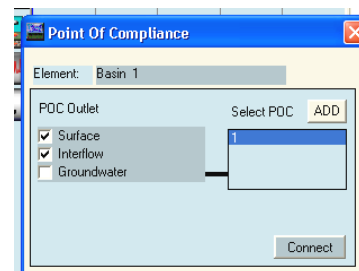 Point Of Compliance
Element: Basin 1
POC Outlet
Select POC ADD
Surface
Interflow
Groundwater
1
Connect